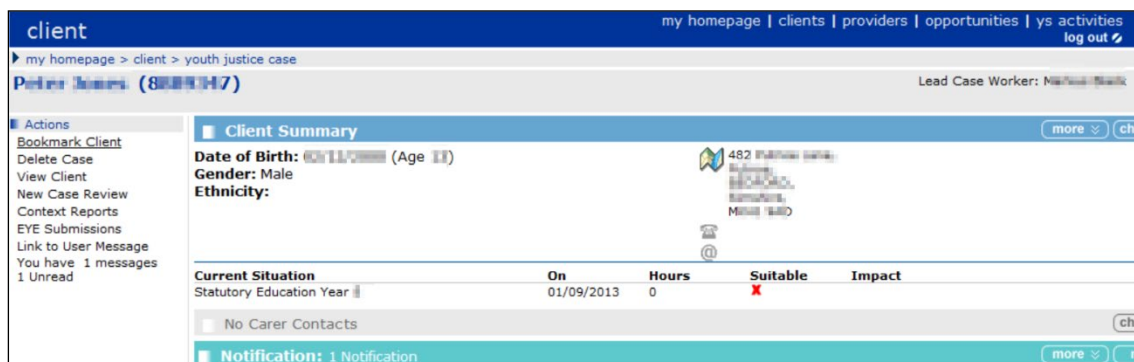 client
my homepage | clients | providers | opportunities | ys activities
log out
my homepage > client > youth justice case
Lead Case Worker:
Actions
Bookmark Client
Delete Case
View Client
New Case Review
Context Reports
EYE Submissions
Link to User Message
You have 1 messages
1 Unread
Client Summary
more
Date of Birth: (Age
Gender: Male
Ethnicity:
482
Current Situation On Hours Suitable Impact
Statutory Education Year
01/09/2013 0 X
No Carer Contacts
ch
Notification: 1 Notification
more